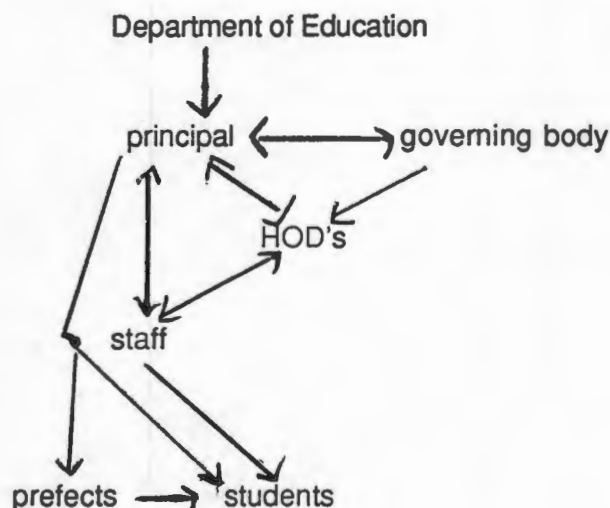 Department of Education
principal governing body
HOD's
staff
prefects students